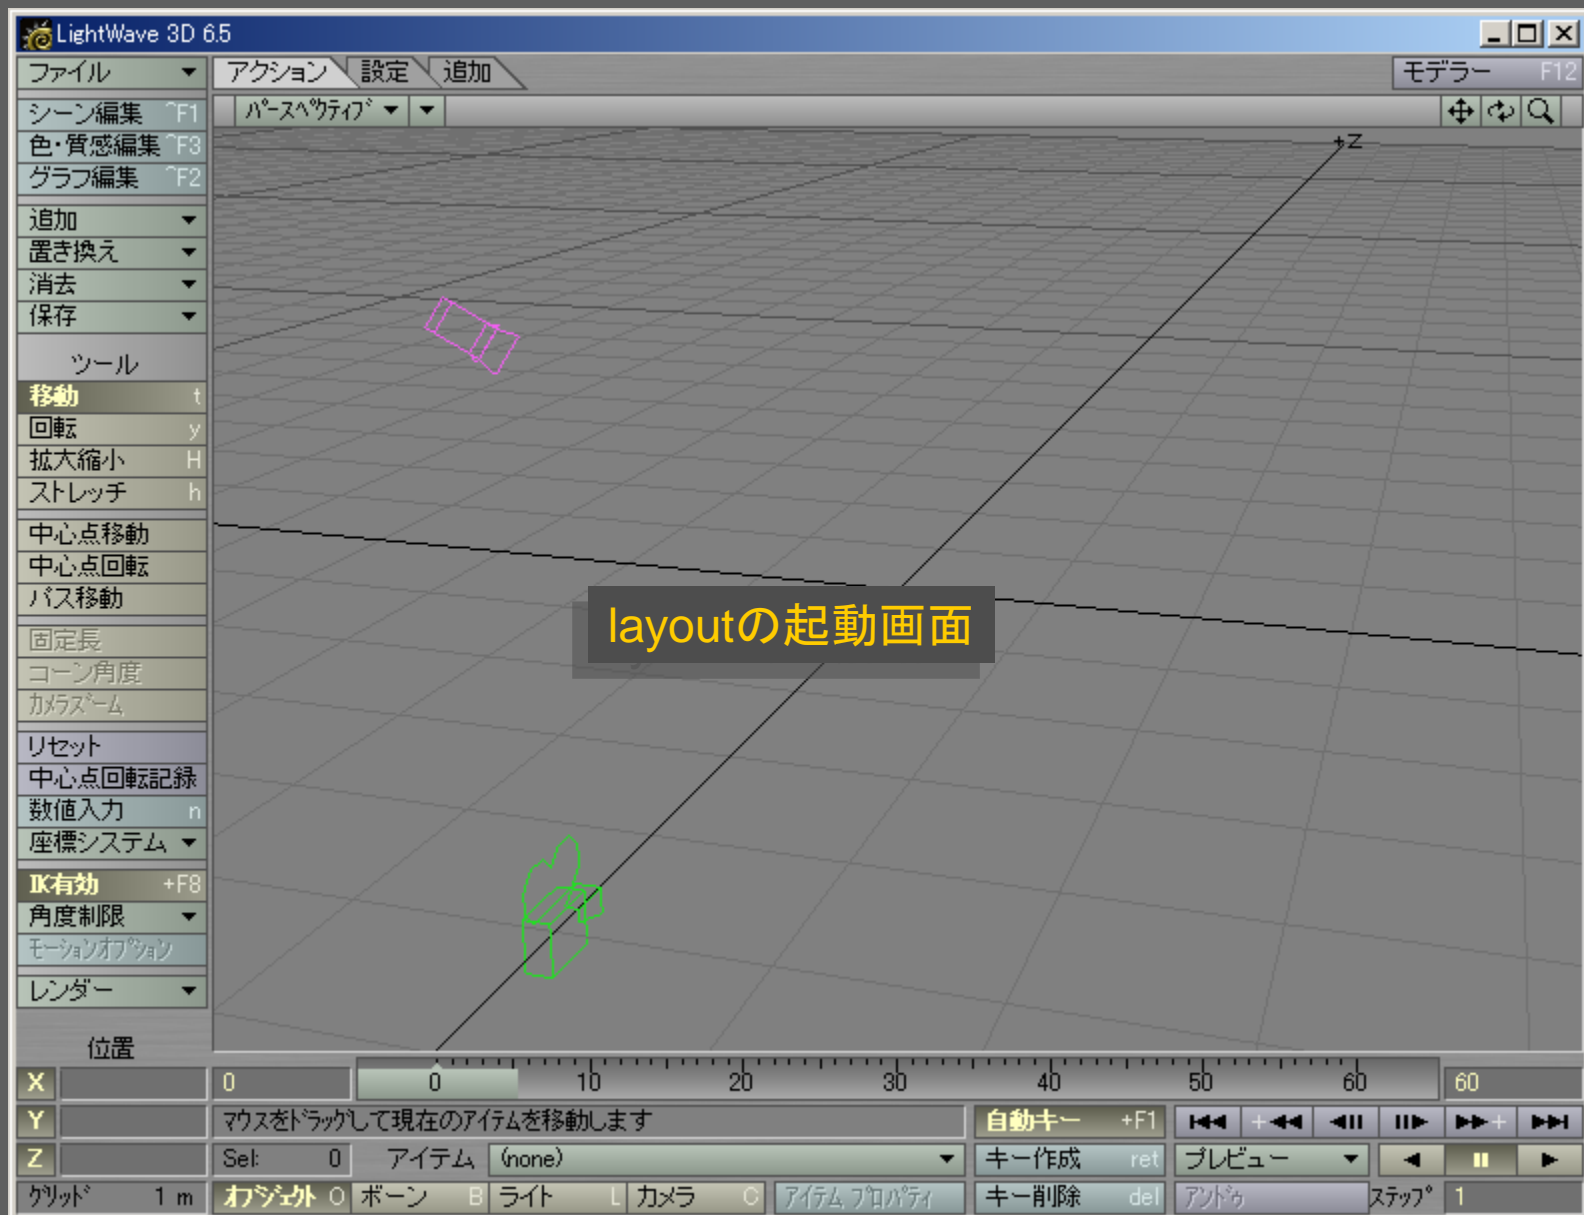 LightWave 3D 6.5
ファイル
アクション 設定 追加
モデラー F12
シーン編集 ^F1
パースペクティブ
色・質感編集 ^F3
グラフ編集 ^F2
+Z
追加
置き換え
消去
保存
ツール
移動 t
回転 y
拡大縮小 H
ストレッチ h
中心点移動
中心点回転
パス移動
固定長
コーン角度
カメラズーム
リセット
中心点回転記録
数値入力 n
座標システム
IK有効 +F8
角度制限
モーションオプション
レンダー
layoutの起動画面
位置
X
0
0 10 20 30 40 50 60
60
Y
マウスをドラッグして現在のアイテムを移動します
自動キー +F1
Z
Sel: 0
アイテム (none)
キー作成 ret
プレビュー
グリッド 1 m
オブジェクト O ボーン B ライト L カメラ C アイテム プロパティ
キー削除 del
アンドゥ
ステップ 1